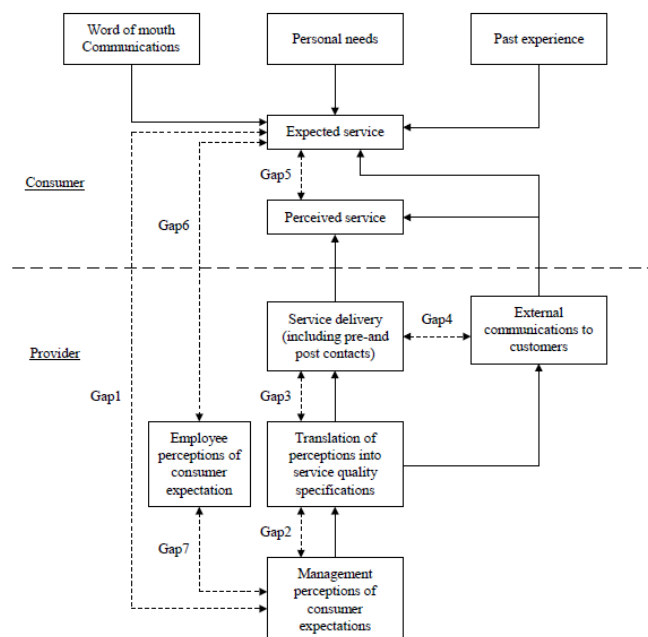 Word of mouth
Communications
Personal needs
Past experience
Expected service
Consumer
Gap5
Gap6
Perceived service
Service delivery
(including pre-and
post contacts)
Gap4
External
communications to
customers
Provider
Gap1
Gap3
Employee
perceptions of
consumer
expectation
Translation of
perceptions into
service quality
specifications
Gap2
Gap7
Management
perceptions of
consumer
expectations